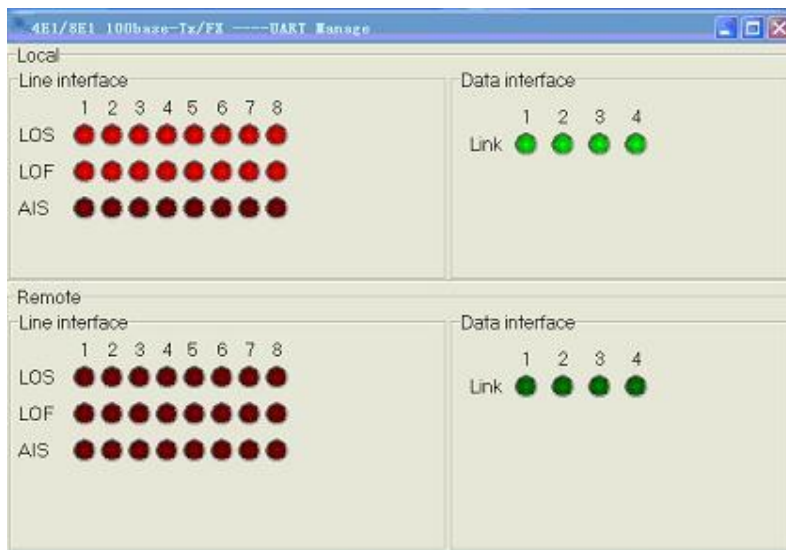 4E1/8E1 100base-Tx/FX ----UART Manage
Local
Line interface
1 2 3 4 5 6 7 8
LOS
LOF
AIS
Data interface
1 2 3 4
Link
Remote
Line interface
1 2 3 4 5 6 7 8
LOS
LOF
AIS
Data interface
1 2 3 4
Link